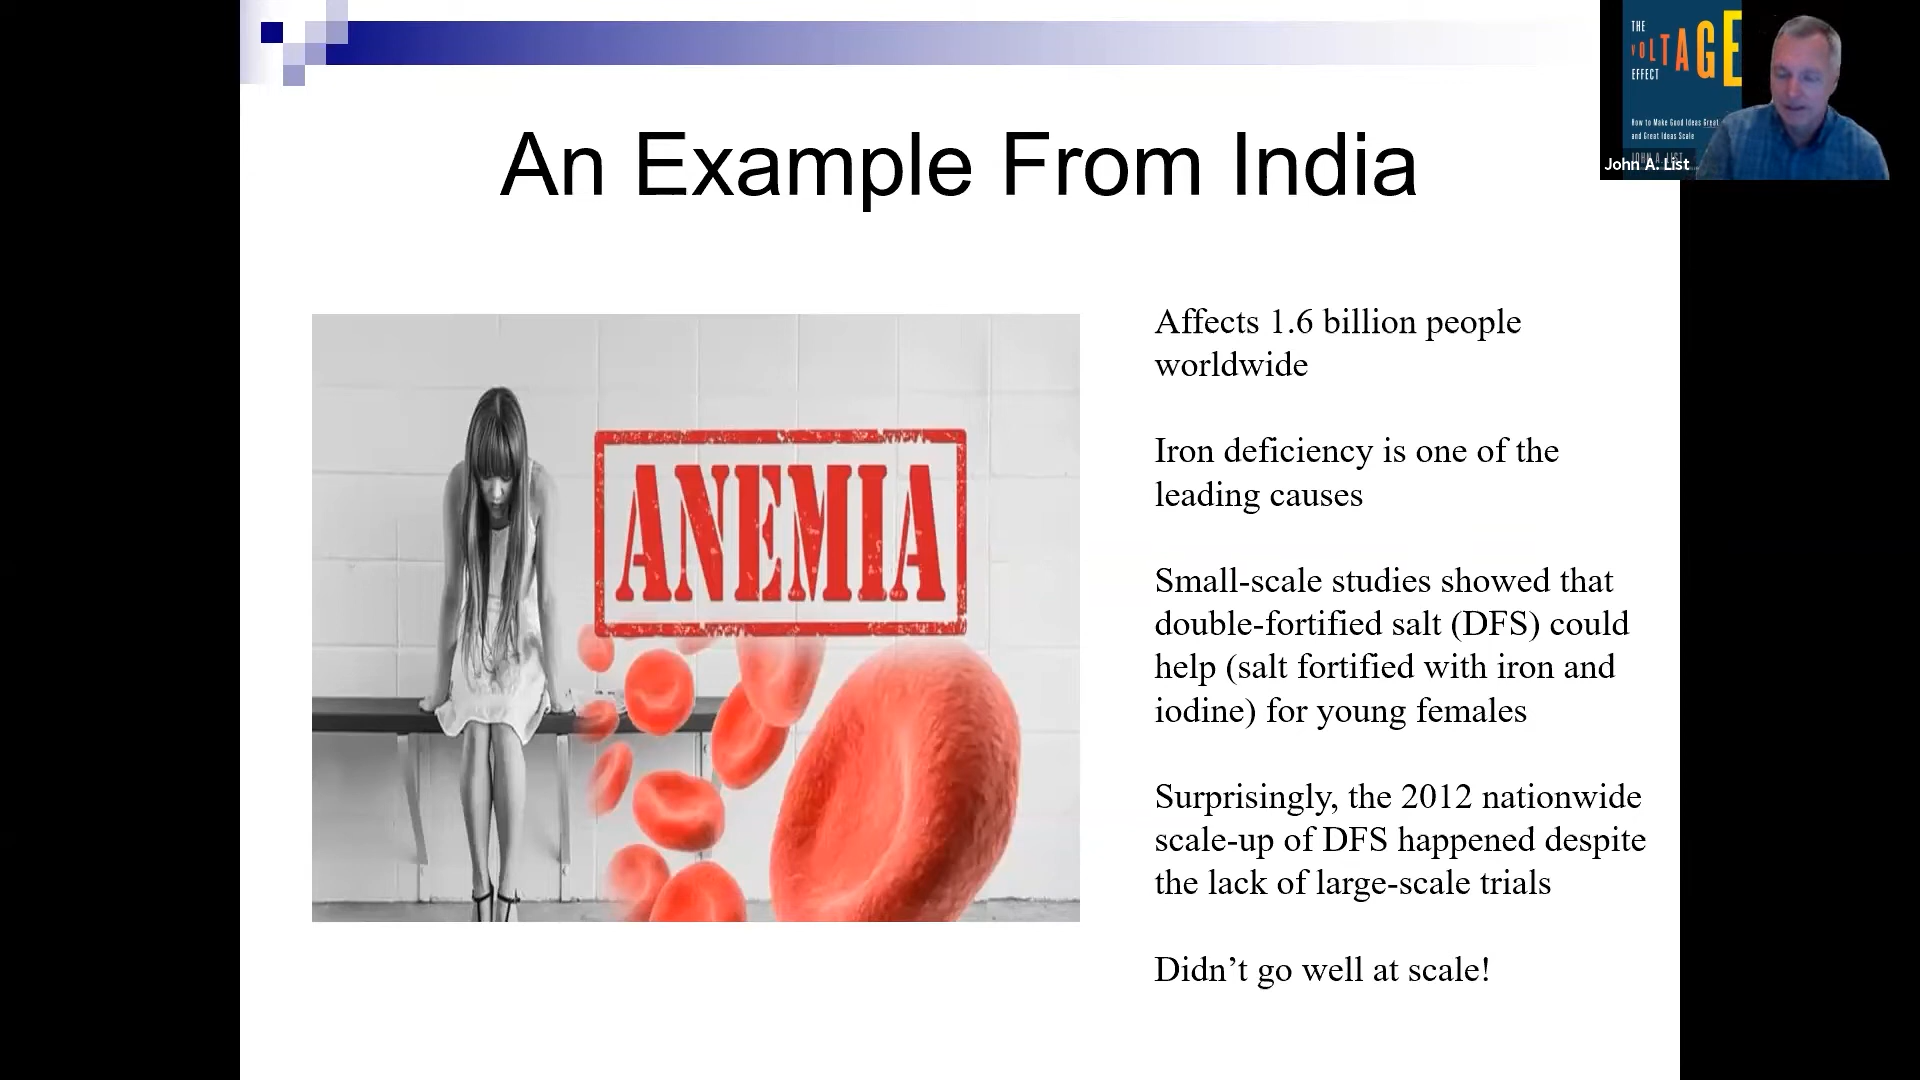 An Example From India
THE
VOLTAGE
EFFECT
How to Make Good Ideas Great
and Great Ideas Scale
JOHN A. LIST
John A. List
ANEMIA
Affects 1.6 billion people
worldwide
Iron deficiency is one of the
leading causes
Small-scale studies showed that
double-fortified salt (DFS) could
help (salt fortified with iron and
iodine) for young females
Surprisingly, the 2012 nationwide
scale-up of DFS happened despite
the lack of large-scale trials
Didn’t go well at scale!